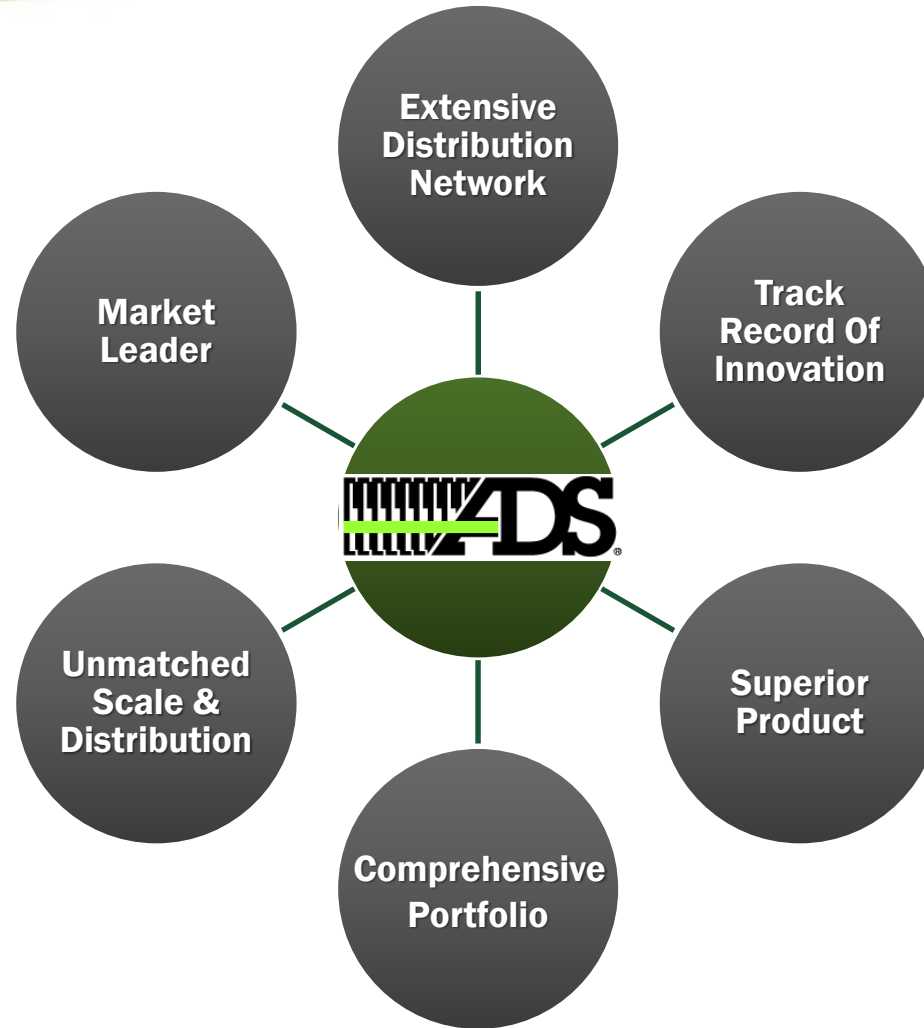 Extensive
Distribution
Network
Market
Leader
Track
Record Of
Innovation
ADS®
Unmatched
Scale &
Distribution
Superior
Product
Comprehensive
Portfolio